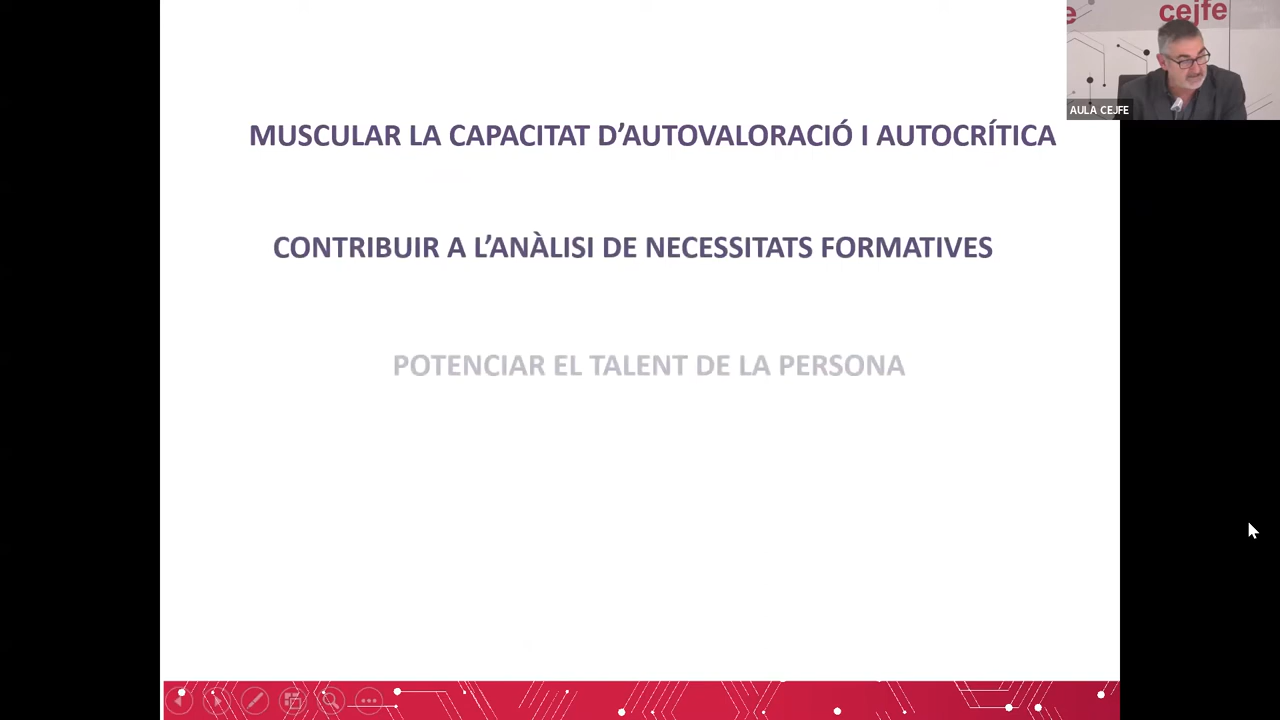 e
cejfe
AULA CEJFE
MUSCULAR LA CAPACITAT D’AUTOVALORACIÓ I AUTOCRÍTICA
CONTRIBUIR A L’ANÀLISI DE NECESSITATS FORMATIVES
POTENCIAR EL TALENT DE LA PERSONA